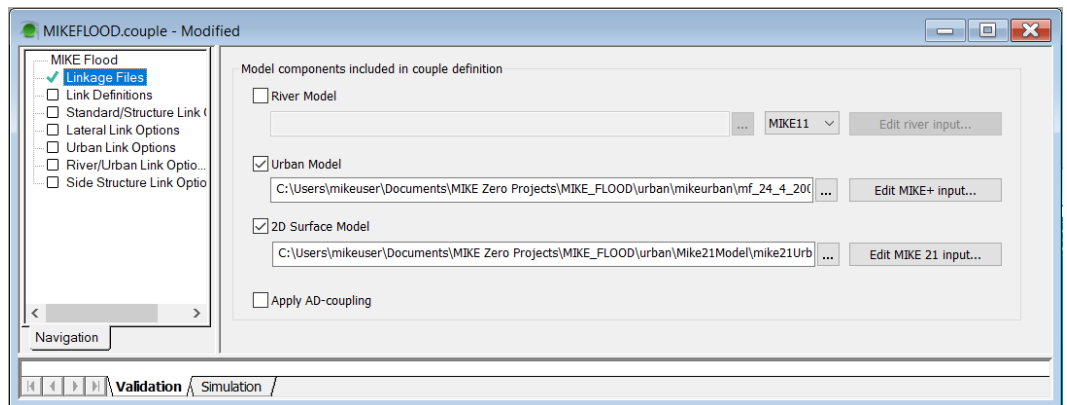 MIKEFLOOD.couple - Modified
MIKE Flood
Linkage Files
Link Definitions
Standard/Structure Link (
Lateral Link Options
Urban Link Options
River/Urban Link Optio...
Side Structure Link Optio
Navigation
Model components included in couple definition
River Model
... MIKE11 Edit river input...
Urban Model
C:\Users\mikeuser\Documents\MIKE Zero Projects\MIKE_FLOOD\urban\mikeurban\mf_24_4_200 ... Edit MIKE+ input...
2D Surface Model
C:\Users\mikeuser\Documents\MIKE Zero Projects\MIKE_FLOOD\urban\Mike21Model\mike21Urb ... Edit MIKE 21 input...
Apply AD-coupling
Validation Simulation